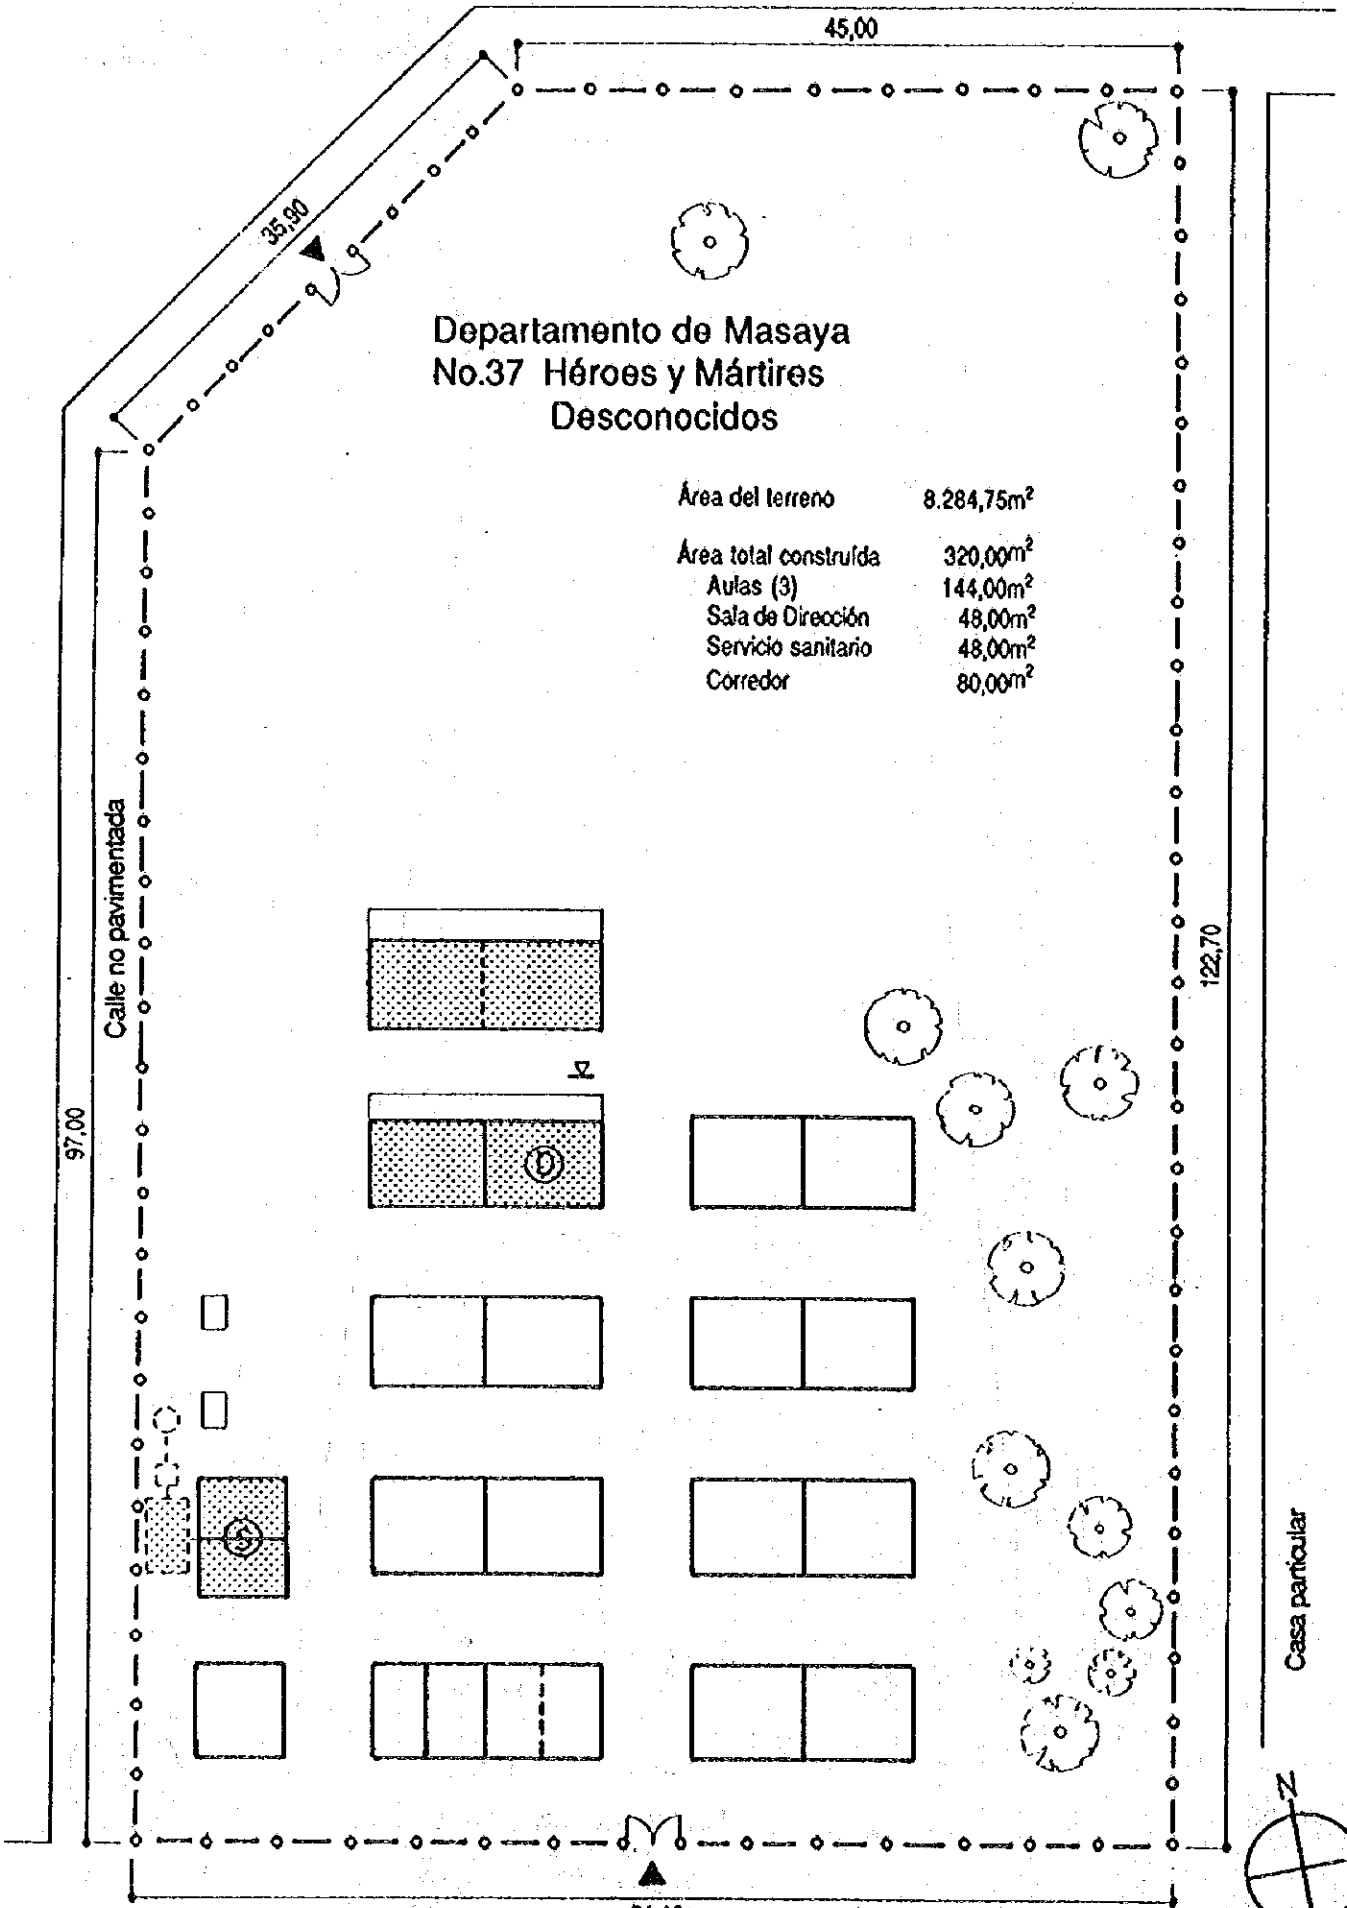 45,00
35,90
Departamento de Masaya
No.37 Héroes y Mártires
Desconocidos
Área del terreno 8.284,75m²
Área total construída 320,00m²
Aulas (3) 144,00m²
Sala de Dirección 48,00m²
Servicio sanitario 48,00m²
Corredor 80,00m²
Calle no pavimentada
97,00
122,70
D
S
Casa particular
N